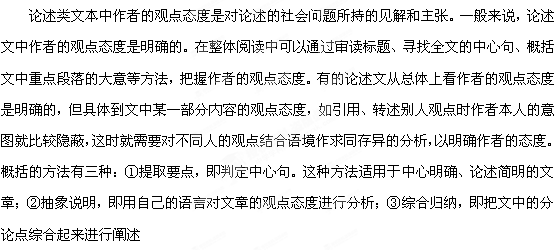 论述类文本中作者的观点态度是对论述的社会问题所持的见解和主张。一般来说，论述
文中作者的观点态度是明确的。在整体阅读中可以通过审读标题、寻找全文的中心句、概括
文中重点段落的大意等方法，把握作者的观点态度。有的论述文从总体上看作者的观点态度
是明确的，但具体到文中某一部分内容的观点态度，如引用、转述别人观点时作者本人的意
图就比较隐蔽，这时就需要对不同人的观点结合语境作求同存异的分析，以明确作者的态度。
概括的方法有三种：①提取要点，即判定中心句。这种方法适用于中心明确、论述简明的文
章；②抽象说明，即用自己的语言对文章的观点态度进行分析；③综合归纳，即把文中的分
论点综合起来进行阐述